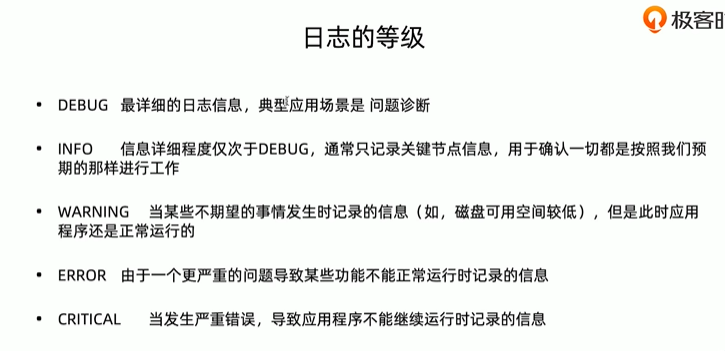 极客时
日志的等级
• DEBUG 最详细的日志信息，典型应用场景是 问题诊断
• INFO 信息详细程度仅次于DEBUG，通常只记录关键节点信息，用于确认一切都是按照我们预
期的那样进行工作
• WARNING 当某些不期望的事情发生时记录的信息（如，磁盘可用空间较低），但是此时应用
程序还是正常运行的
• ERROR 由于一个更严重的问题导致某些功能不能正常运行时记录的信息
• CRITICAL 当发生严重错误，导致应用程序不能继续运行时记录的信息